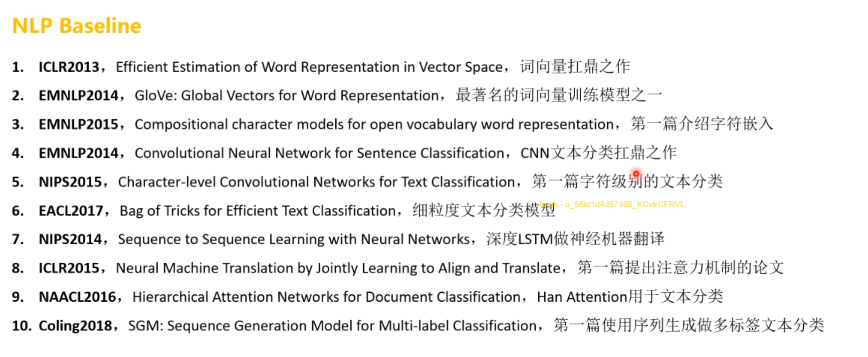 NLP Baseline
1. ICLR2013，Efficient Estimation of Word Representation in Vector Space，词向量扛鼎之作
2. EMNLP2014，GloVe: Global Vectors for Word Representation，最著名的词向量训练模型之一
3. EMNLP2015，Compositional character models for open vocabulary word representation，第一篇介绍字符嵌入
4. EMNLP2014，Convolutional Neural Network for Sentence Classification，CNN文本分类扛鼎之作
5. NIPS2015，Character-level Convolutional Networks for Text Classification，第一篇字符级别的文本分类
6. EACL2017，Bag of Tricks for Efficient Text Classification，细粒度文本分类模型
7. NIPS2014，Sequence to Sequence Learning with Neural Networks，深度LSTM做神经机器翻译
8. ICLR2015，Neural Machine Translation by Jointly Learning to Align and Translate，第一篇提出注意力机制的论文
9. NAACL2016，Hierarchical Attention Networks for Document Classification，Han Attention用于文本分类
10. Coling2018，SGM: Sequence Generation Model for Multi-label Classification，第一篇使用序列生成做多标签文本分类